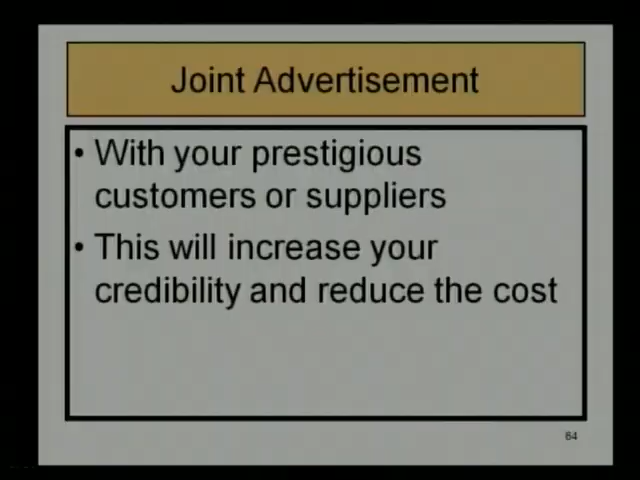 Joint Advertisement
• With your prestigious
customers or suppliers
• This will increase your
credibility and reduce the cost
64